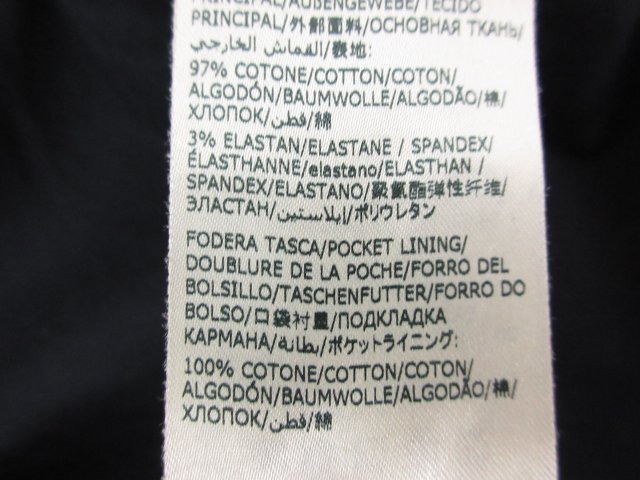 PRINCIPAL/AUßENGEWEBE/TECIDO
PRINCIPAL/外部面料/ОСНОВНАЯ ТКАНЬ/
القماش الخارجي/表地:
97% COTONE/COTTON/COTON/
ALGODÓN/BAUMWOLLE/ALGODÃO/棉/
ХЛОПОК/قطن/綿
3% ELASTAN/ELASTANE / SPANDEX/
ÉLASTHANNE/elastano/ELASTHAN /
SPANDEX/ELASTANO/聚氨酯弹性纤维/
ЭЛАСТАН/إيلاستين/ポリウレタン
FODERA TASCA/POCKET LINING/
DOUBLURE DE LA POCHE/FORRO DEL
BOLSILLO/TASCHENFUTTER/FORRO DO
BOLSO/口袋衬里/ПОДКЛАДКА
КАРМАНА/بطانة/ポケットライニング:
100% COTONE/COTTON/COTON/
ALGODÓN/BAUMWOLLE/ALGODÃO/棉/
ХЛОПОК/قطن/綿